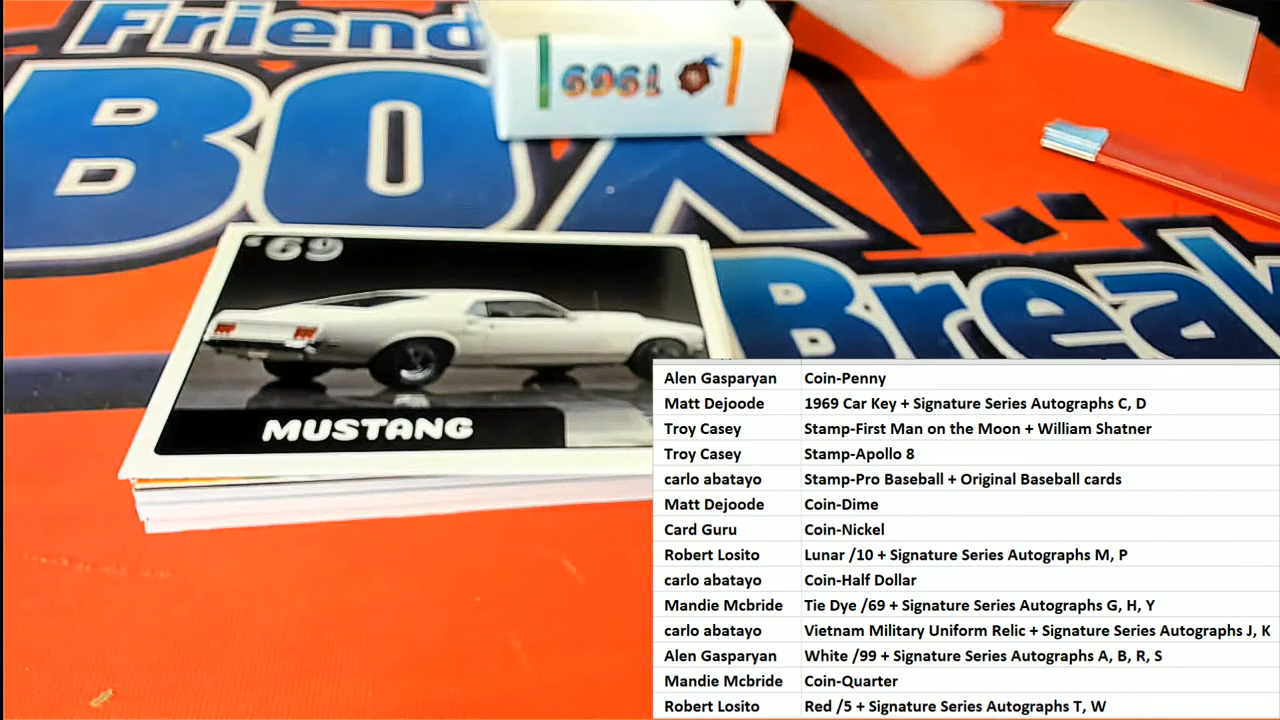 Friend
BOX
Break
1969
'69
MUSTANG
Alen Gasparyan Coin-Penny
Matt Dejoode 1969 Car Key + Signature Series Autographs C, D
Troy Casey Stamp-First Man on the Moon + William Shatner
Troy Casey Stamp-Apollo 8
carlo abatayo Stamp-Pro Baseball + Original Baseball cards
Matt Dejoode Coin-Dime
Card Guru Coin-Nickel
Robert Losito Lunar /10 + Signature Series Autographs M, P
carlo abatayo Coin-Half Dollar
Mandie Mcbride Tie Dye /69 + Signature Series Autographs G, H, Y
carlo abatayo Vietnam Military Uniform Relic + Signature Series Autographs J, K
Alen Gasparyan White /99 + Signature Series Autographs A, B, R, S
Mandie Mcbride Coin-Quarter
Robert Losito Red /5 + Signature Series Autographs T, W